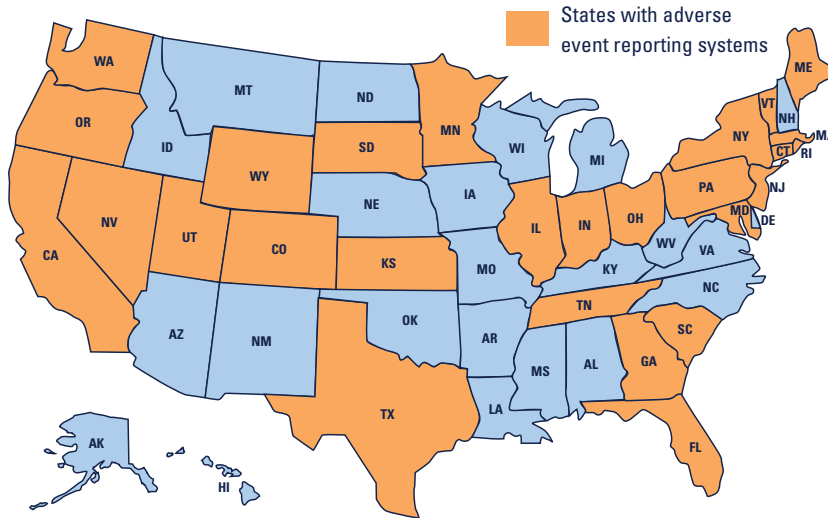 States with adverse
event reporting systems
WA
ME
MT
ND
VT
NH
OR
MN
MA
NY
ID
SD
WI
CT
RI
MI
WY
PA
NJ
IA
NE
MD
DE
NV
OH
IL
IN
UT
CO
WV
VA
CA
KS
MO
KY
NC
TN
OK
AZ
NM
AR
SC
MS
AL
GA
LA
TX
AK
FL
HI